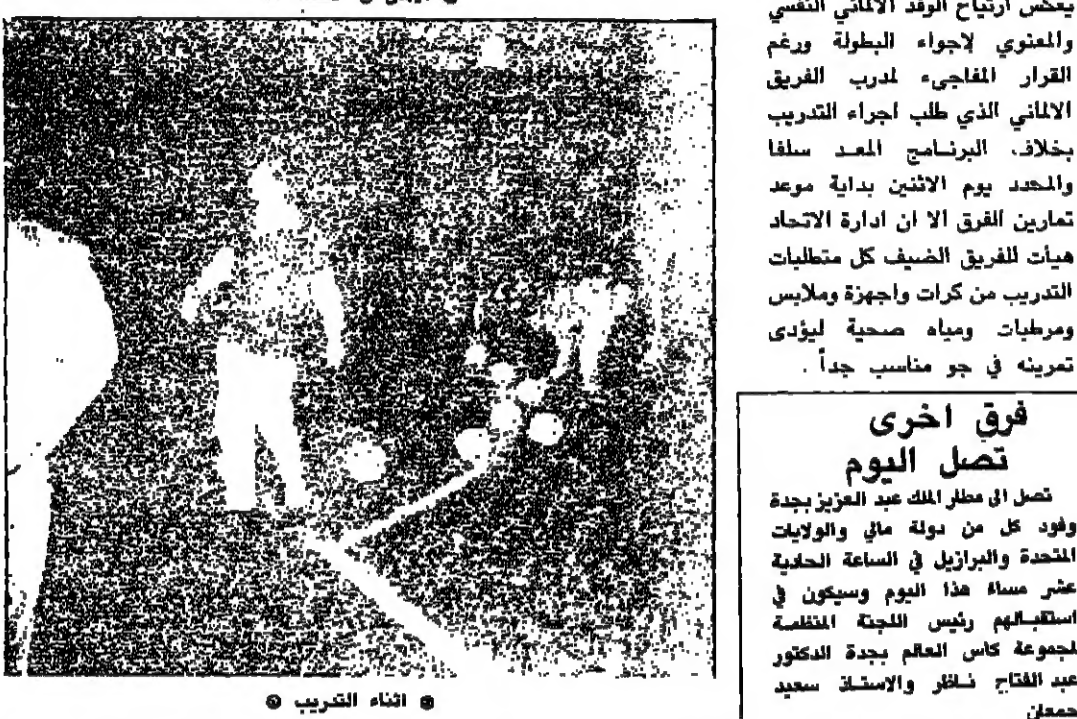 يعكس ارتياح الوفد الالماني النفسي
والمعنوي لاجواء البطولة ورغم
القرار المفاجيء لمدرب الفريق
الالماني الذي طلب اجراء التدريب
بخلاف البرنامج المعد سلفا
والمحدد يوم الاثنين بداية موعد
تمارين الفرق الا ان ادارة الاتحاد
هيأت للفريق الضيف كل متطلبات
التدريب من كرات واجهزة وملابس
ومرطبات ومياه صحية ليؤدى
تمرينه في جو مناسب جداً .
فرق اخرى
تصل اليوم
تصل الى مطار الملك عبد العزيز بجدة
وفود كل من دولة مالي والولايات
المتحدة والبرازيل في الساعة الحادية
عشر مساء هذا اليوم وسيكون في
استقبالهم رئيس اللجنة المنظمة
لمجموعة كاس العالم بجدة الدكتور
عبد الفتاح ناظر والاستاذ سعيد
جمعان
اثناء التدريب